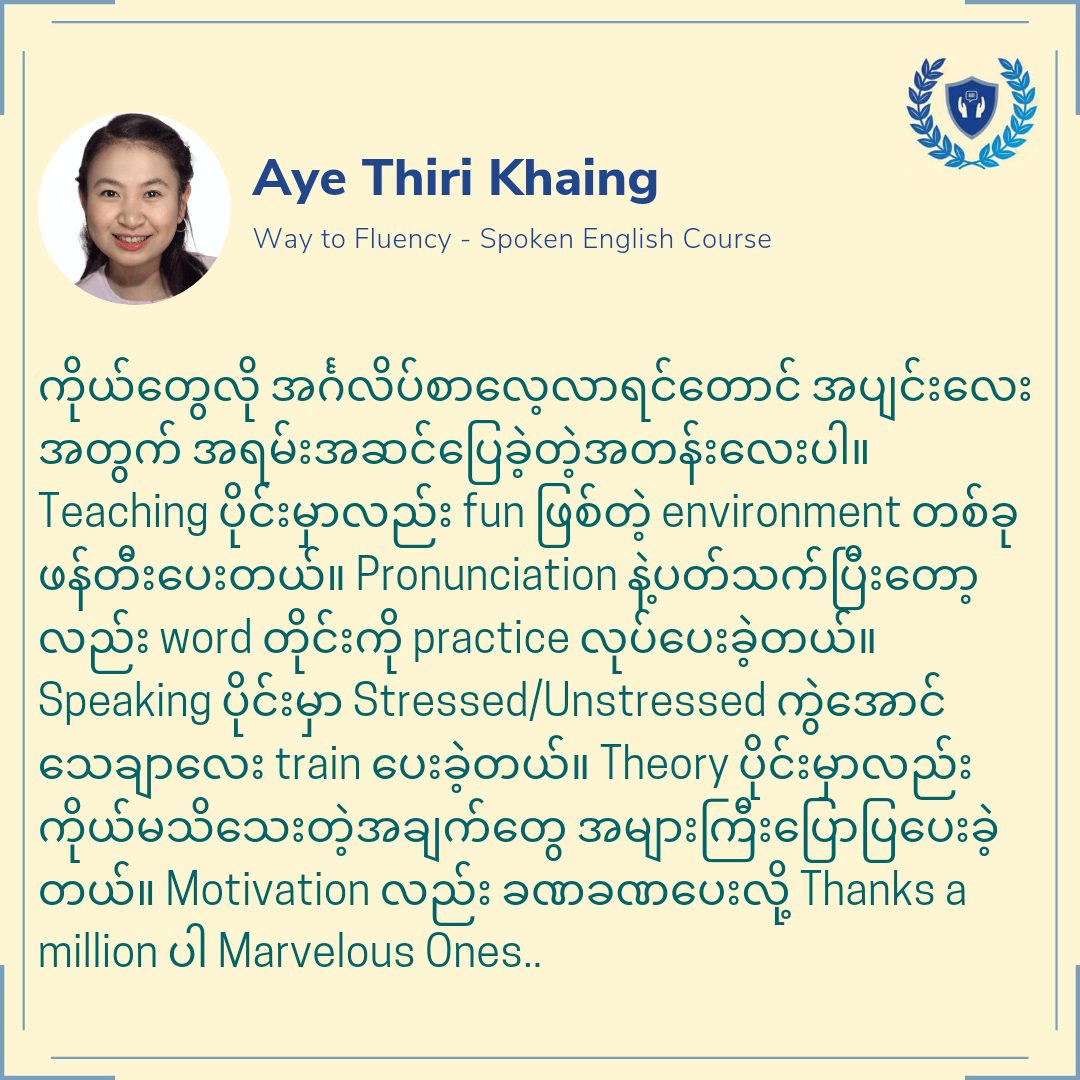 Aye Thiri Khaing
Way to Fluency - Spoken English Course
ကိုယ်တွေလို အင်္ဂလိပ်စာလေ့လာရင်တောင် အပျင်းလေး
အတွက် အရမ်းအဆင်ပြေခဲ့တဲ့အတန်းလေးပါ။
Teaching ပိုင်းမှာလည်း fun ဖြစ်တဲ့ environment တစ်ခု
ဖန်တီးပေးတယ်။ Pronunciation နဲ့ပတ်သက်ပြီးတော့
လည်း word တိုင်းကို practice လုပ်ပေးခဲ့တယ်။
Speaking ပိုင်းမှာ Stressed/Unstressed ကွဲအောင်
သေချာလေး train ပေးခဲ့တယ်။ Theory ပိုင်းမှာလည်း
ကိုယ်မသိသေးတဲ့အချက်တွေ အများကြီးပြောပြပေးခဲ့
တယ်။ Motivation လည်း ခဏခဏပေးလို့ Thanks a
million ပါ Marvelous Ones..